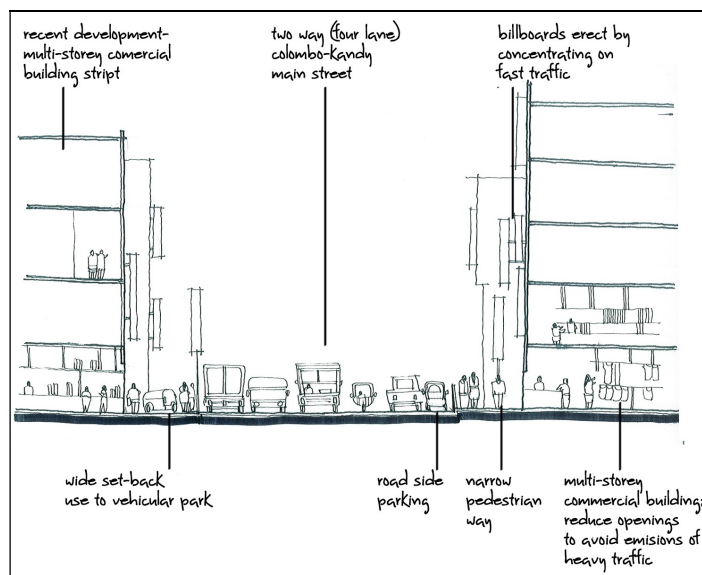 recent development-
multi-storey comercial
building stript
two way (four lane)
colombo-Kandy
main street
billboards erect by
concentrating on
fast traffic
wide set-back
use to vehicular park
road side
parking
narrow
pedestrian
way
multi-storey
commercial buildings
reduce openings
to avoid emisions of
heavy traffic